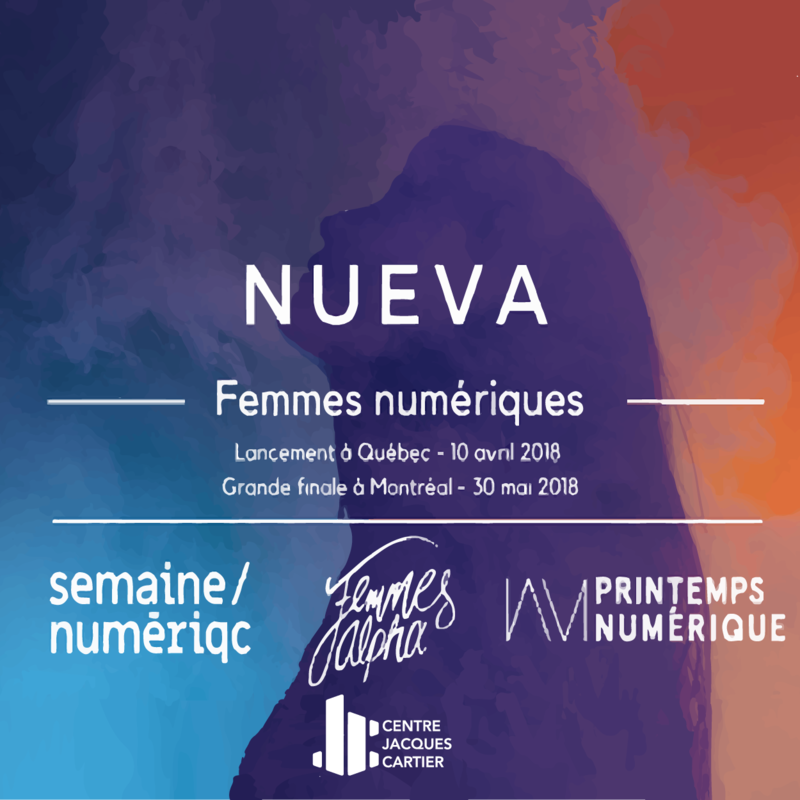 NUEVA
Femmes numériques
Lancement à Québec - 10 avril 2018
Grande finale à Montréal - 30 mai 2018
semaine/
numēriqc
Femmes
alpha
PRINTEMPS
NUMÉRIQUE
CENTRE
JACQUES
CARTIER